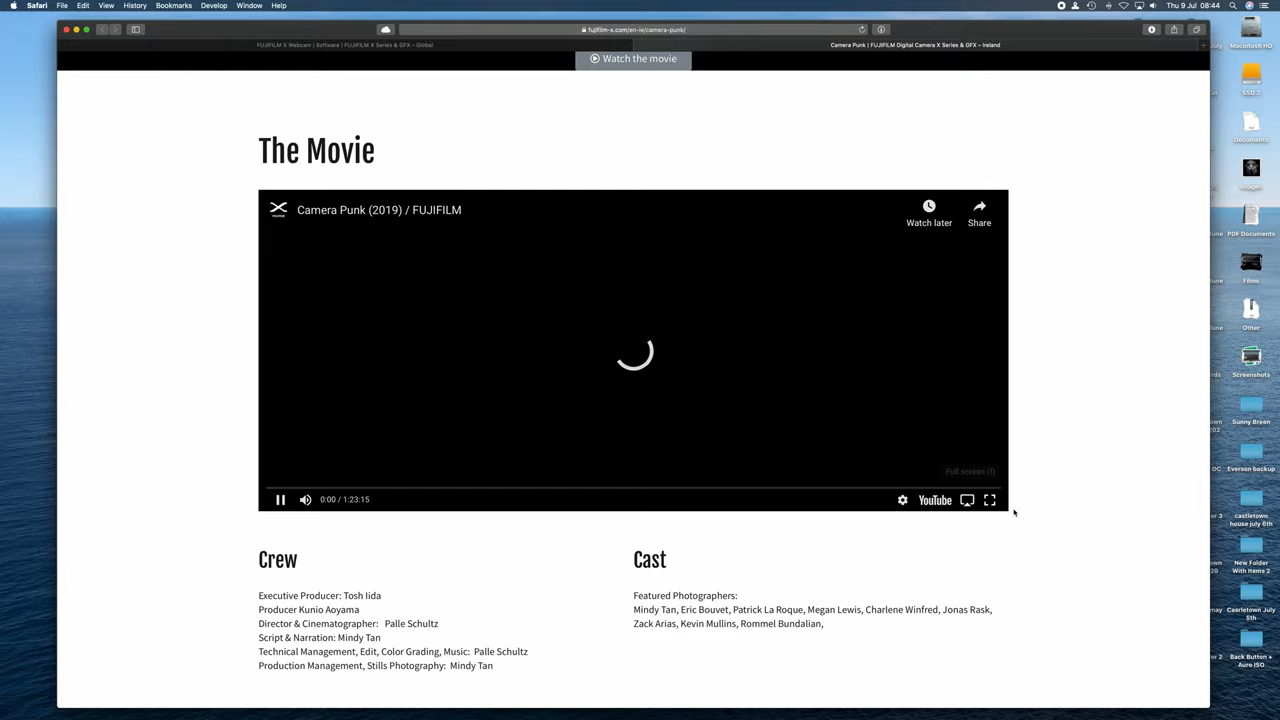 Safari File Edit View History Bookmarks Develop Window Help
Thu 9 Jul 08:44
fujifilm-x.com/en-ie/camera-punk/
FUJIFILM X Webcam | Software | FUJIFILM X Series & GFX – Global
Camera Punk | FUJIFILM Digital Camera X Series & GFX – Ireland
Watch the movie
The Movie
Camera Punk (2019) / FUJIFILM
Watch later
Share
Full screen (f)
0:00 / 1:23:15
YouTube
Crew
Executive Producer: Tosh Iida
Producer Kunio Aoyama
Director & Cinematographer: Palle Schultz
Script & Narration: Mindy Tan
Technical Management, Edit, Color Grading, Music: Palle Schultz
Production Management, Stills Photography: Mindy Tan
Cast
Featured Photographers:
Mindy Tan, Eric Bouvet, Patrick La Roque, Megan Lewis, Charlene Winfred, Jonas Rask,
Zack Arias, Kevin Mullins, Rommel Bundalian,
Macintosh HD
SSD 2
Documents
images
PDF Documents
Films
Other
Screenshots
Sunny Breen
Everson backup
castletown
house july 6th
New Folder
With Items 2
Castletown July
5th
Back Button +
Auro ISO